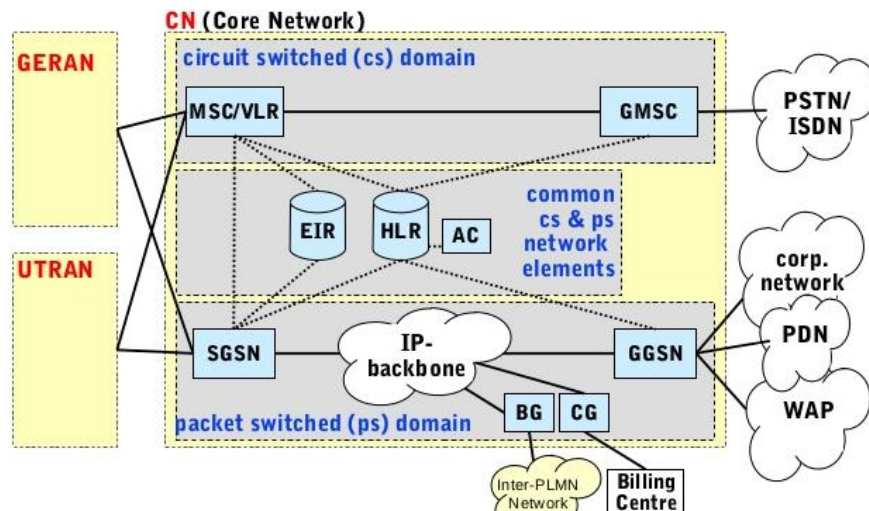 CN (Core Network)
GERAN
circuit switched (cs) domain
MSC/VLR
GMSC
PSTN/
ISDN
EIR
HLR
AC
common
cs & ps
network
elements
UTRAN
corp.
network
SGSN
IP-
backbone
GGSN
PDN
BG
CG
WAP
packet switched (ps) domain
Inter-PLMN
Network
Billing
Centre